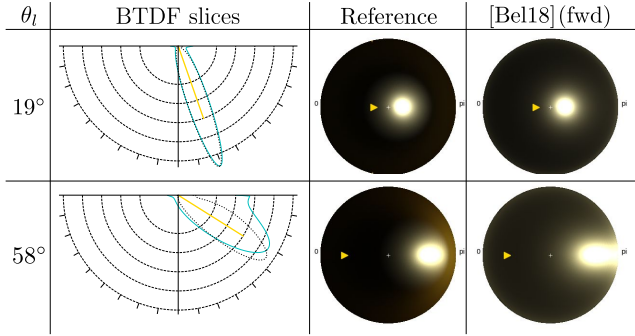 θₗ BTDF slices Reference [Bel18] (fwd)
19° 0 pi 0 pi
58° 0 pi 0 pi